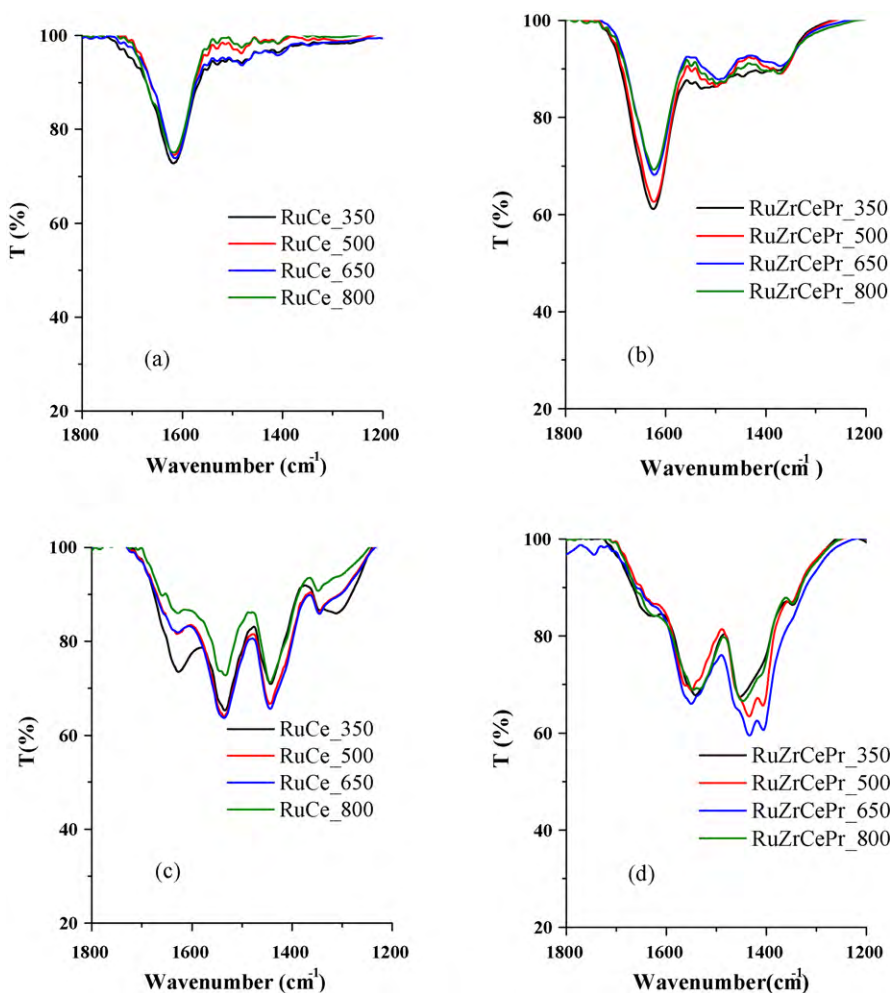 100
80
60
40
20
T (%)
RuCe_350
RuCe_500
RuCe_650
RuCe_800
(a)
1800 1600 1400 1200
Wavenumber (cm-1)
100
80
60
40
20
T (%)
RuZrCePr_350
RuZrCePr_500
RuZrCePr_650
RuZrCePr_800
(b)
1800 1600 1400 1200
Wavenumber(cm-1)
100
80
60
40
20
T(%)
RuCe_350
RuCe_500
RuCe_650
RuCe_800
(c)
1800 1600 1400 1200
Wavenumber (cm-1)
100
80
60
40
20
T (%)
RuZrCePr_350
RuZrCePr_500
RuZrCePr_650
RuZrCePr_800
(d)
1800 1600 1400 1200
Wavenumber(cm-1)